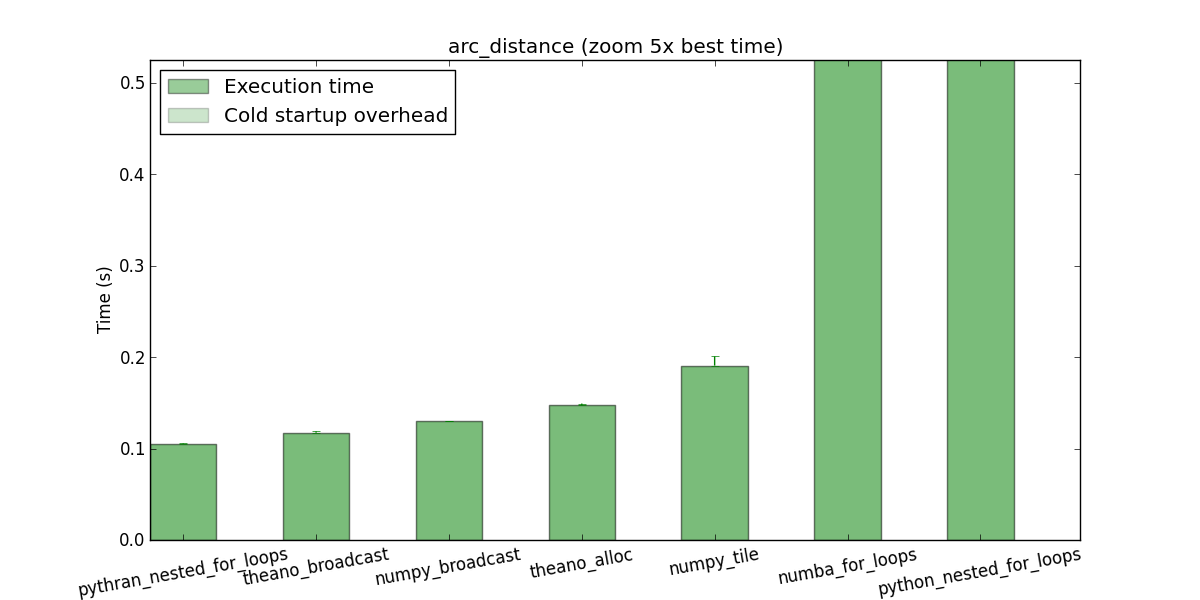 arc_distance (zoom 5x best time)
Execution time
Cold startup overhead
Time (s)
0.5
0.4
0.3
0.2
0.1
0.0
pythran_nested_for_loops
theano_broadcast
numpy_broadcast
theano_alloc
numpy_tile
numba_for_loops
python_nested_for_loops